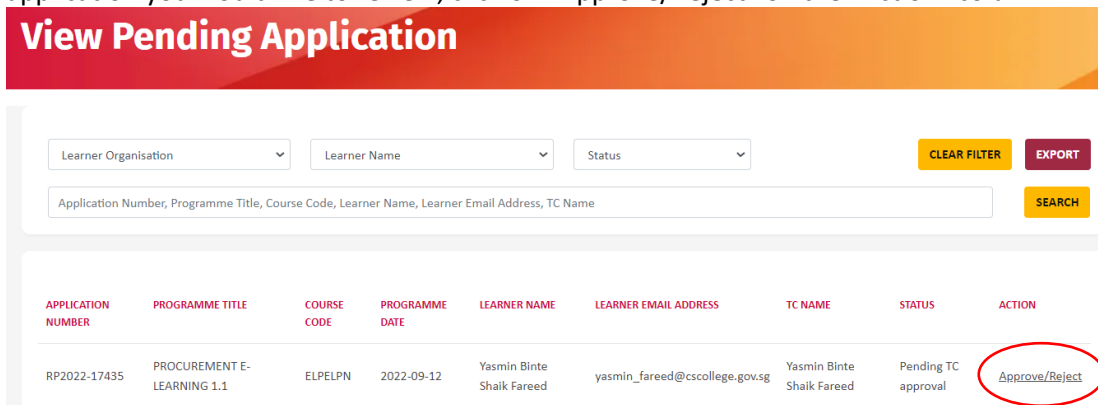 View Pending Application
Learner Organisation Learner Name Status CLEAR FILTER EXPORT
Application Number, Programme Title, Course Code, Learner Name, Learner Email Address, TC Name SEARCH
APPLICATION PROGRAMME TITLE COURSE PROGRAMME LEARNER NAME LEARNER EMAIL ADDRESS TC NAME STATUS ACTION
NUMBER CODE DATE
RP2022-17435 PROCUREMENT E- ELPELPN 2022-09-12 Yasmin Binte yasmin_fareed@cscollege.gov.sg Yasmin Binte Pending TC Approve/Reject
LEARNING 1.1 Shaik Fareed Shaik Fareed approval